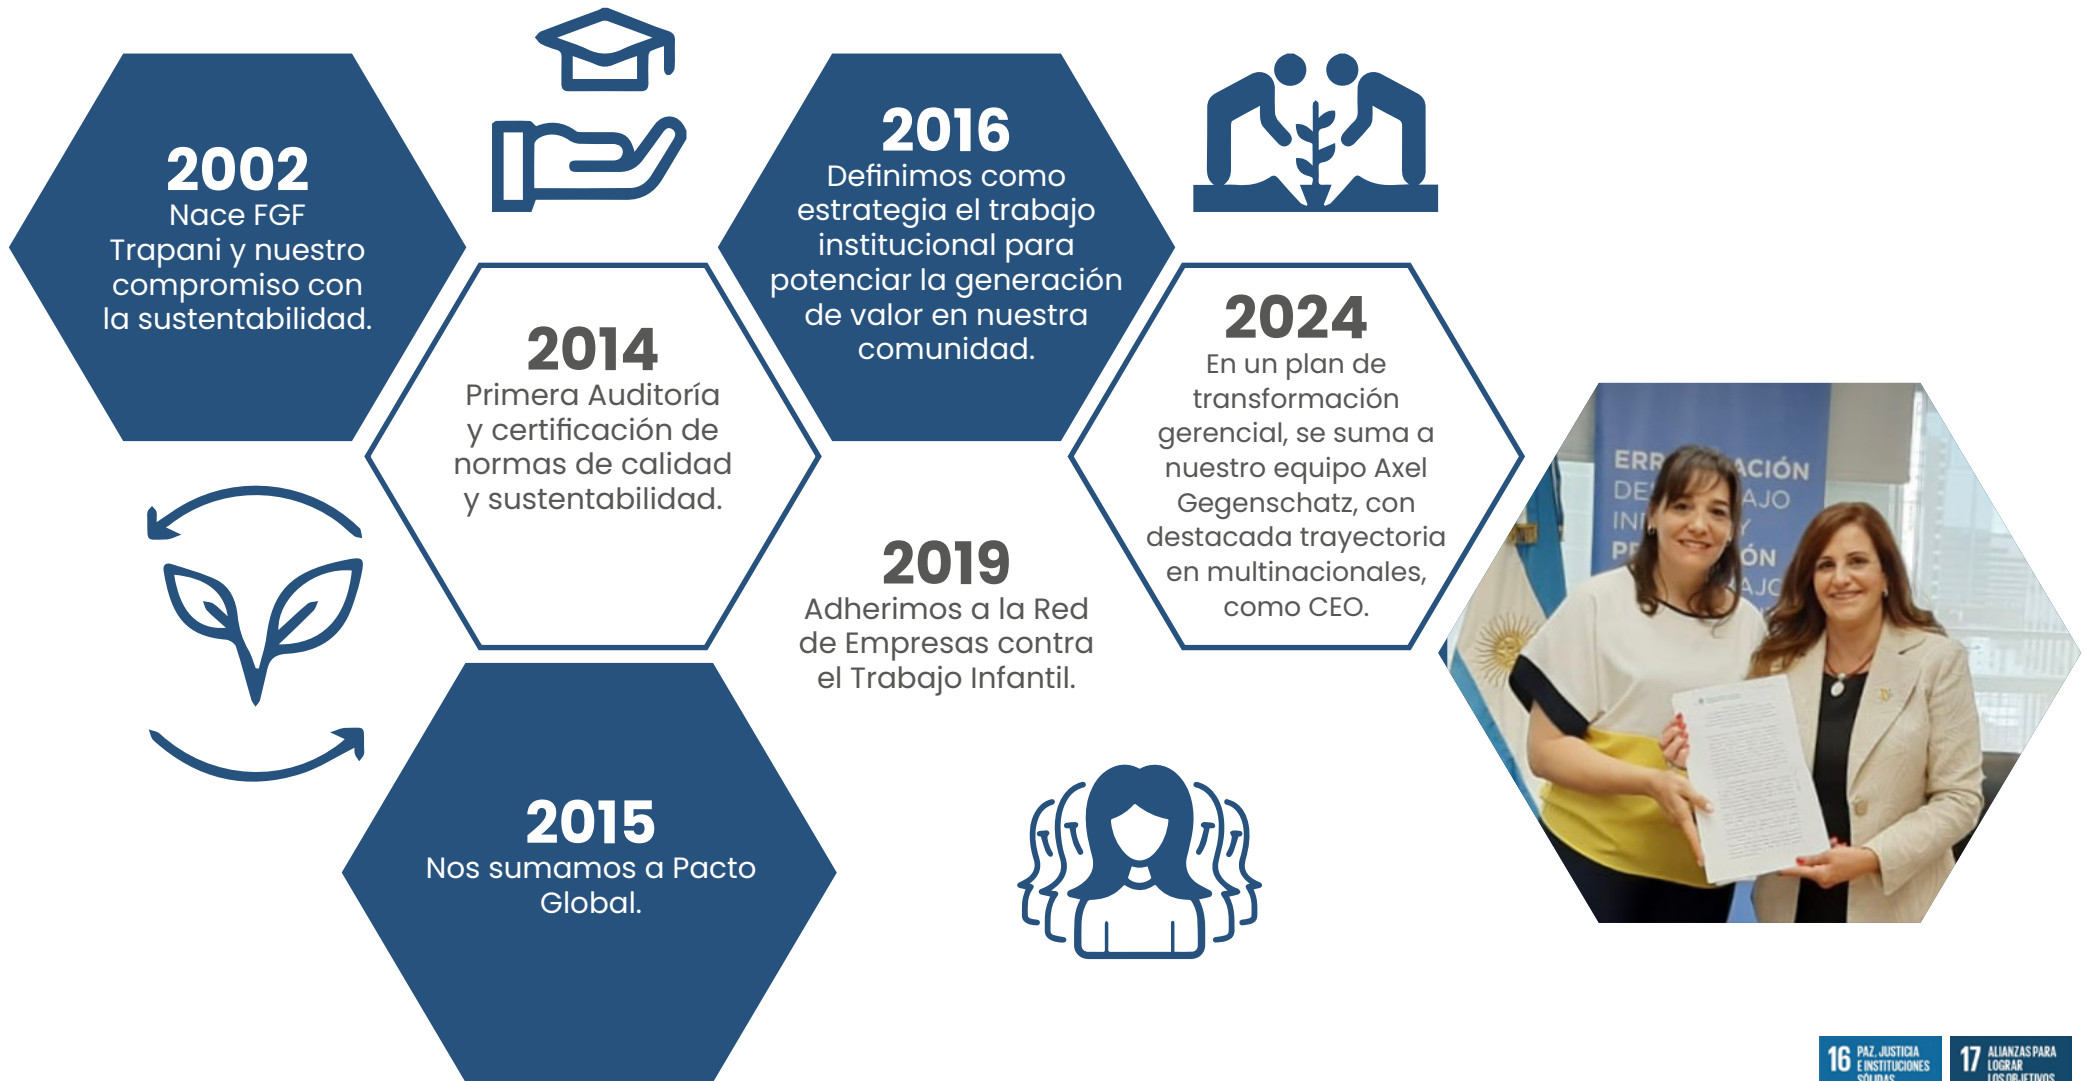 2002
Nace FGF
Trapani y nuestro
compromiso con
la sustentabilidad.
2014
Primera Auditoría
y certificación de
normas de calidad
y sustentabilidad.
2015
Nos sumamos a Pacto
Global.
2016
Definimos como
estrategia el trabajo
institucional para
potenciar la generación
de valor en nuestra
comunidad.
2019
Adherimos a la Red
de Empresas contra
el Trabajo Infantil.
2024
En un plan de
transformación
gerencial, se suma a
nuestro equipo Axel
Gegenschatz, con
destacada trayectoria
en multinacionales,
como CEO.
16 PAZ, JUSTICIA
E INSTITUCIONES
SÓLIDAS
17 ALIANZAS PARA
LOGRAR
LOS OBJETIVOS